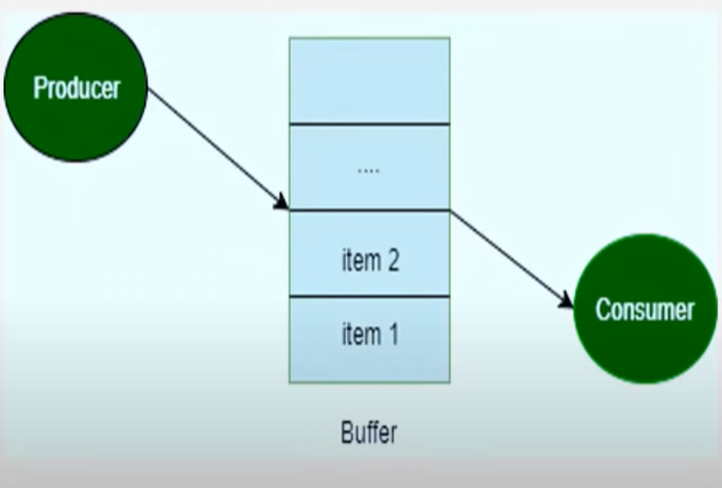 Producer
....
item 2
item 1
Consumer
Buffer